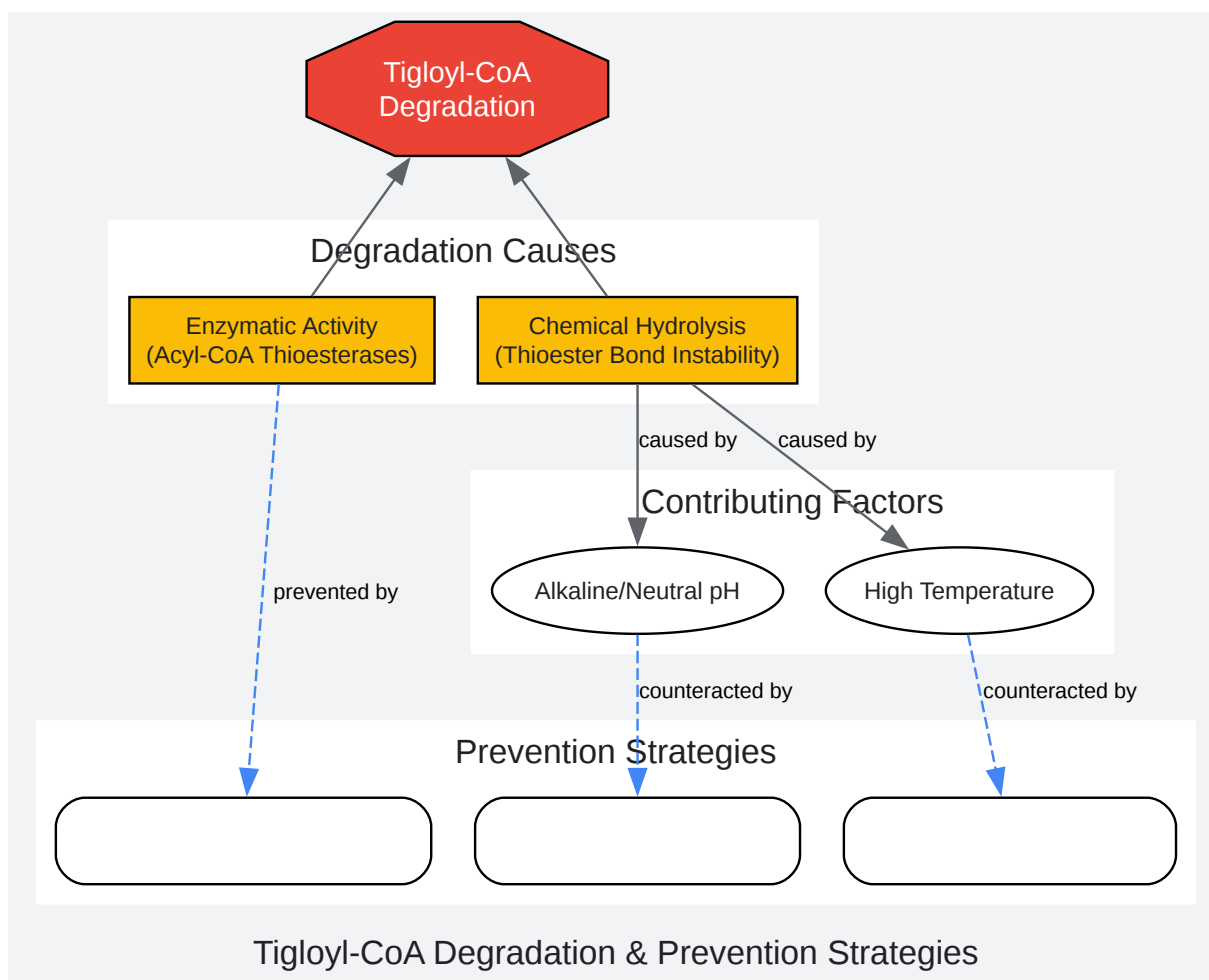 Tigloyl-CoA
Degradation
Degradation Causes
Enzymatic Activity
(Acyl-CoA Thioesterases)
Chemical Hydrolysis
(Thioester Bond Instability)
caused by
caused by
Contributing Factors
Alkaline/Neutral pH
High Temperature
prevented by
counteracted by
counteracted by
Prevention Strategies
Tigloyl-CoA Degradation & Prevention Strategies